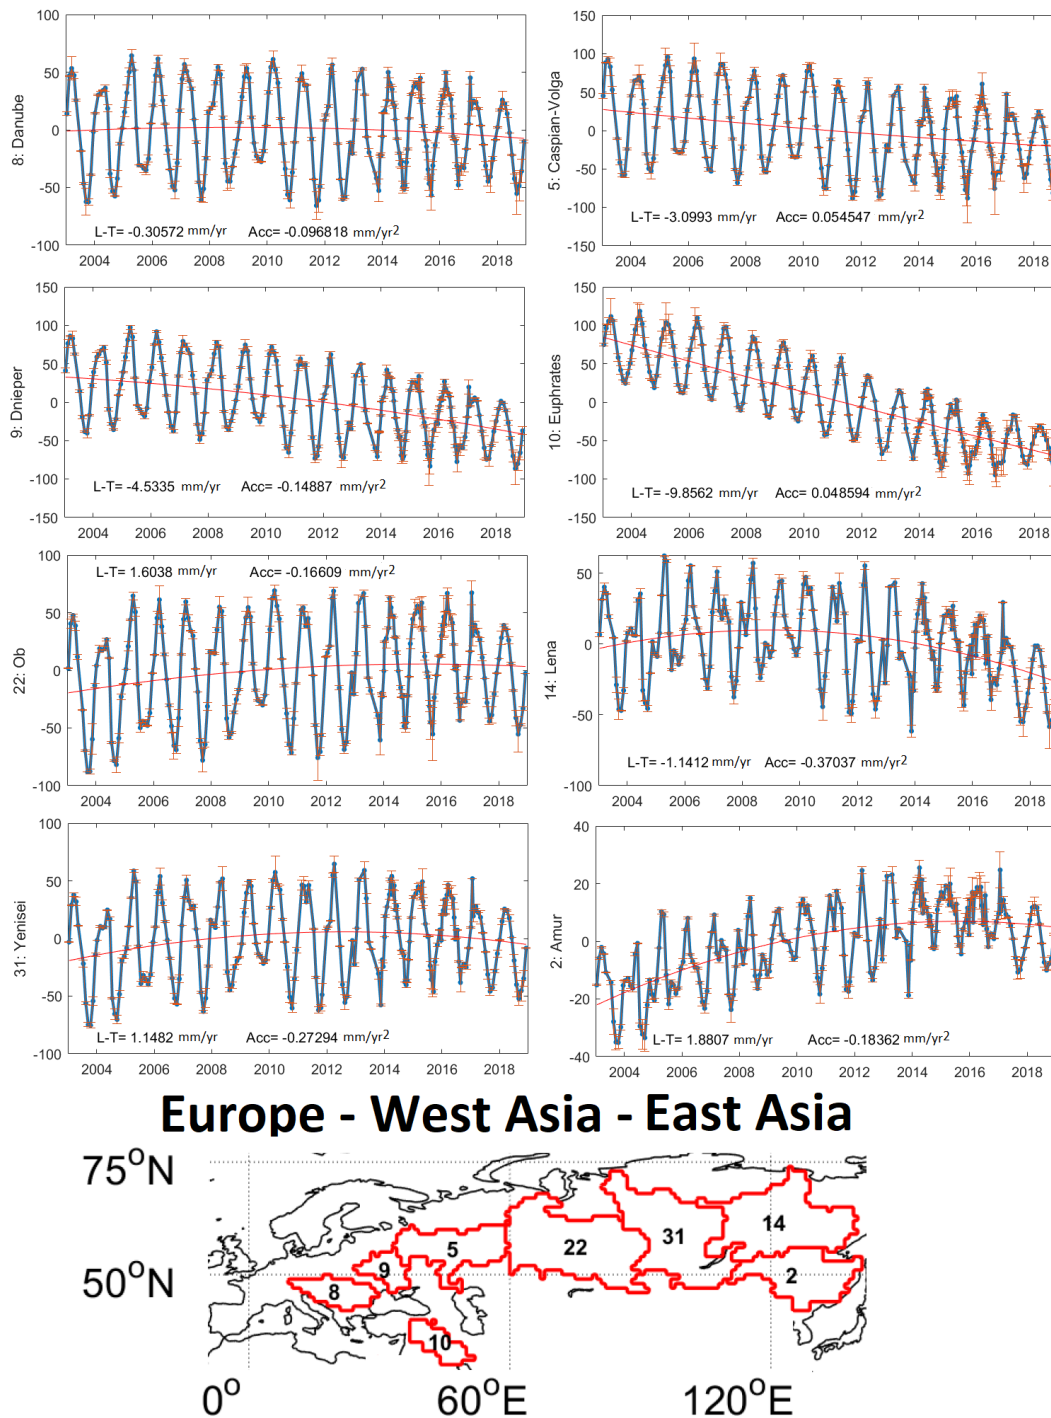 100
50
0
-50
-100
8: Danube
L-T= -0.30572 mm/yr Acc= -0.096818 mm/yr2
2004 2006 2008 2010 2012 2014 2016 2018
150
100
50
0
-50
-100
-150
5: Caspian-Volga
L-T= -3.0993 mm/yr Acc= 0.054547 mm/yr2
2004 2006 2008 2010 2012 2014 2016 2018
150
100
50
0
-50
-100
-150
9: Dnieper
L-T= -4.5335 mm/yr Acc= -0.14887 mm/yr2
2004 2006 2008 2010 2012 2014 2016 2018
150
100
50
0
-50
-100
-150
10: Euphrates
L-T= -9.8562 mm/yr Acc= 0.048594 mm/yr2
2004 2006 2008 2010 2012 2014 2016 2018
100
50
0
-50
-100
22: Ob
L-T= 1.6038 mm/yr Acc= -0.16609 mm/yr2
2004 2006 2008 2010 2012 2014 2016 2018
50
0
-50
-100
14: Lena
L-T= -1.1412 mm/yr Acc= -0.37037 mm/yr2
2004 2006 2008 2010 2012 2014 2016 2018
100
50
0
-50
-100
31: Yenisei
L-T= 1.1482 mm/yr Acc= -0.27294 mm/yr2
2004 2006 2008 2010 2012 2014 2016 2018
40
20
0
-20
-40
2: Amur
L-T= 1.8807 mm/yr Acc= -0.18362 mm/yr2
2004 2006 2008 2010 2012 2014 2016 2018
Europe - West Asia - East Asia
75°N
50°N
14
31
5
22
9
2
8
10
0° 60°E 120°E